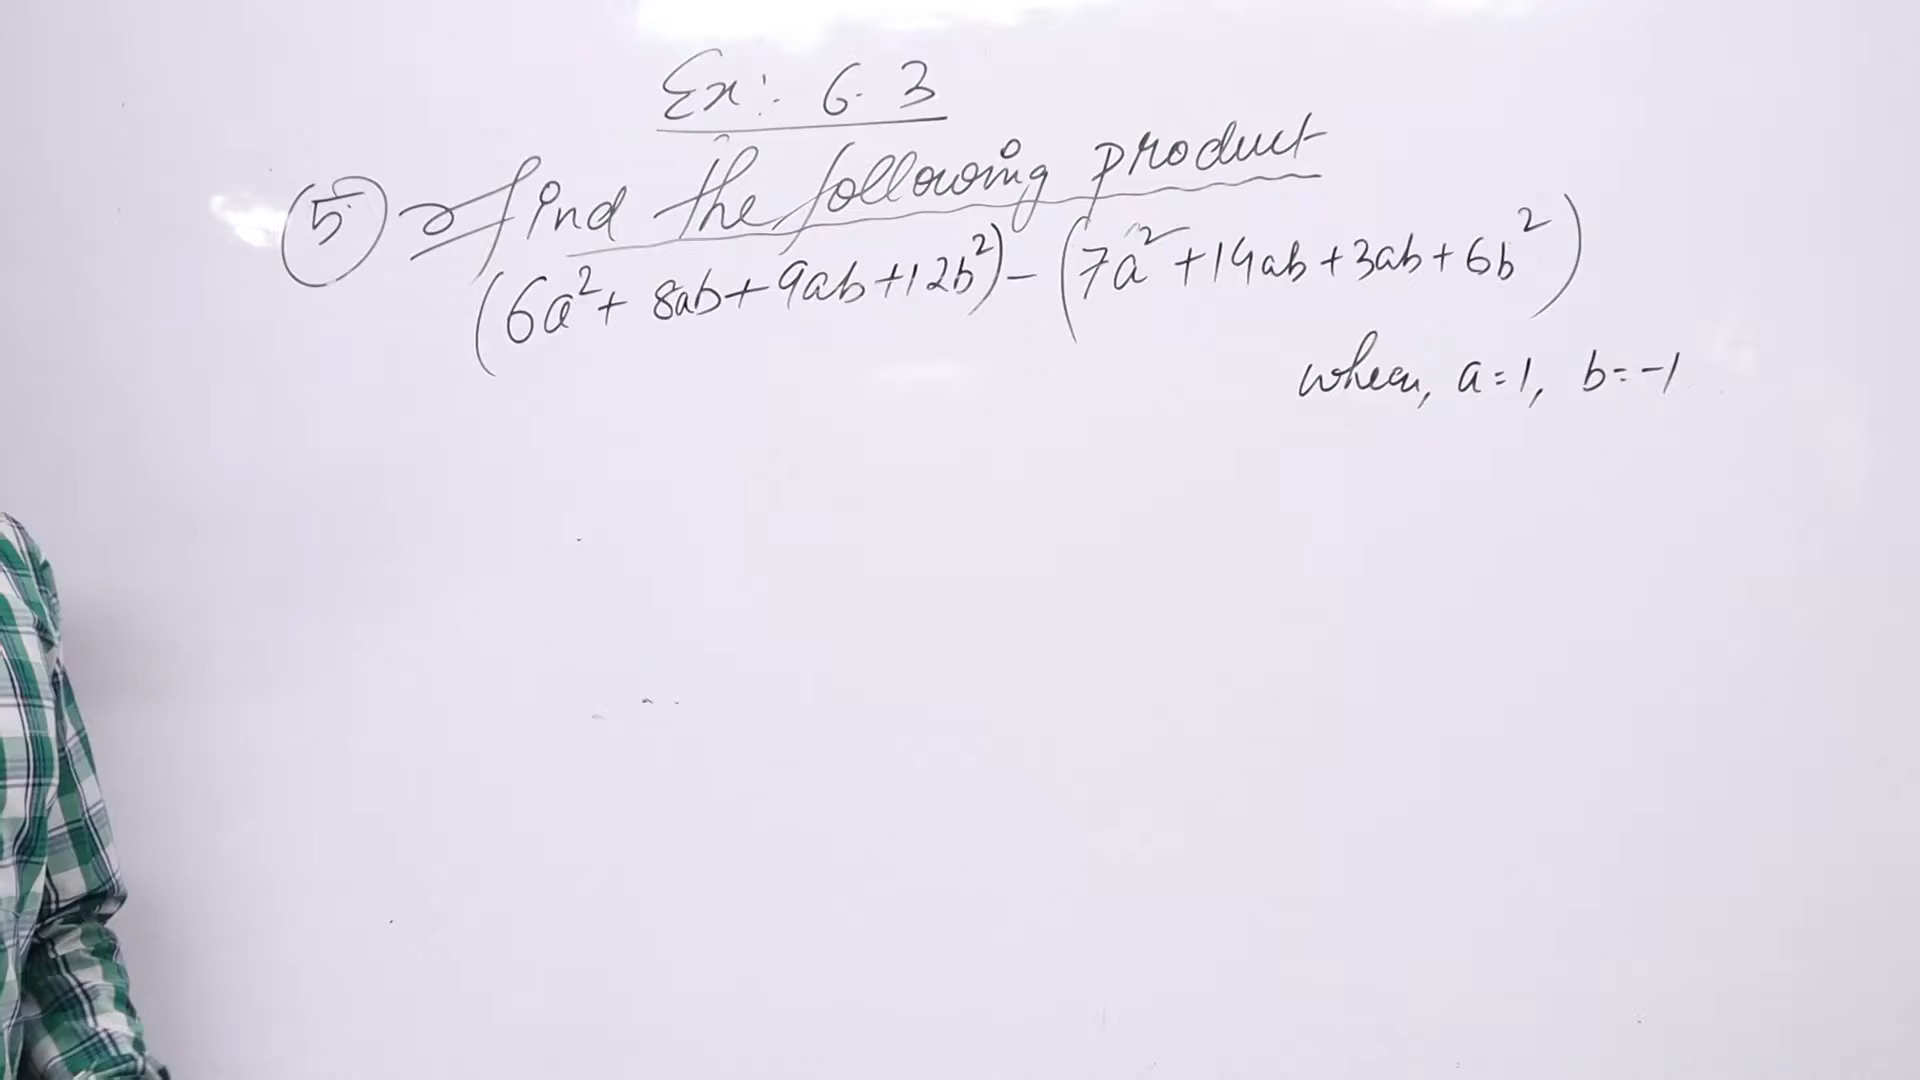 Ex:- 6.3
5 find the following product
(6a²+ 8ab+9ab+12b²)-(7a²+14ab+3ab+6b²)
when, a=1, b=-1